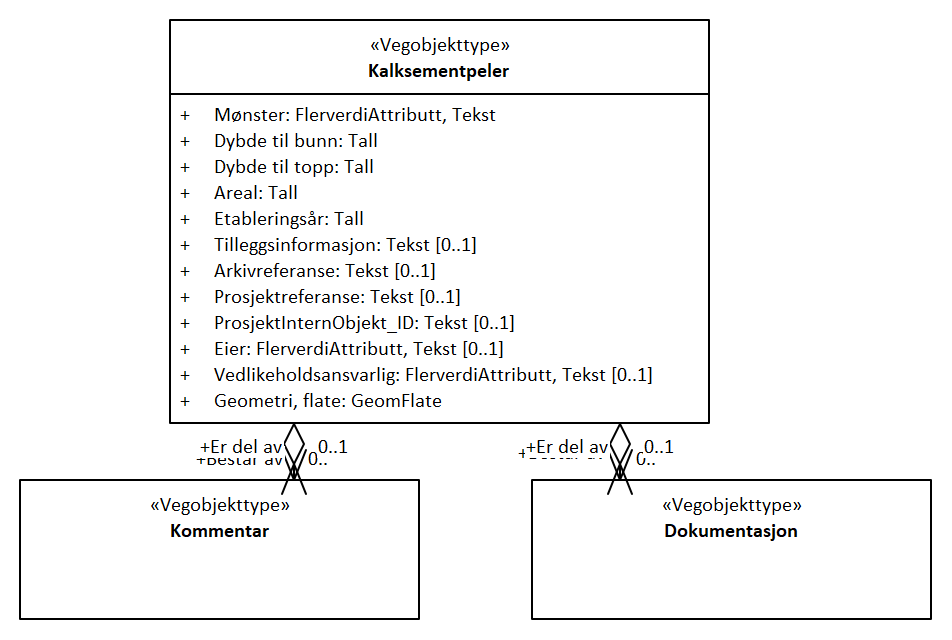 «Vegobjekttype»
Kalksementpeler
+ Mønster: FlerverdiAttributt, Tekst
+ Dybde til bunn: Tall
+ Dybde til topp: Tall
+ Areal: Tall
+ Etableringsår: Tall
+ Tilleggsinformasjon: Tekst [0..1]
+ Arkivreferanse: Tekst [0..1]
+ Prosjektreferanse: Tekst [0..1]
+ ProsjektInternObjekt_ID: Tekst [0..1]
+ Eier: FlerverdiAttributt, Tekst [0..1]
+ Vedlikeholdsansvarlig: FlerverdiAttributt, Tekst [0..1]
+ Geometri, flate: GeomFlate
+Er del av 0..1 +Er del av 0..1
+Består av 0.. 0..
«Vegobjekttype» «Vegobjekttype»
Kommentar Dokumentasjon